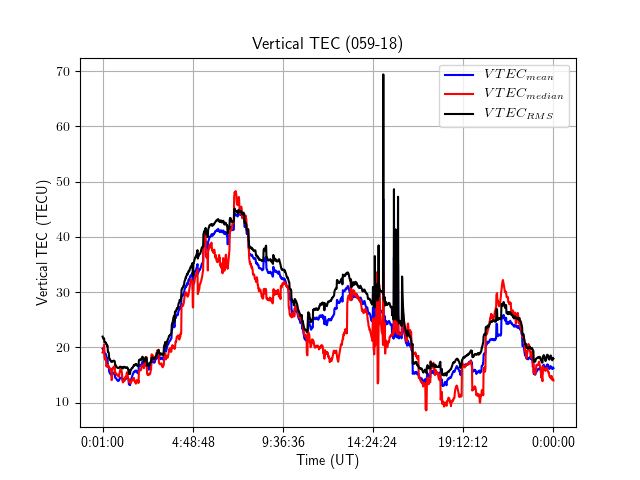 Vertical TEC (059-18)
VTEC_mean
VTEC_median
VTEC_RMS
Vertical TEC (TECU)
70
60
50
40
30
20
10
0:01:00 4:48:48 9:36:36 14:24:24 19:12:12 0:00:00
Time (UT)